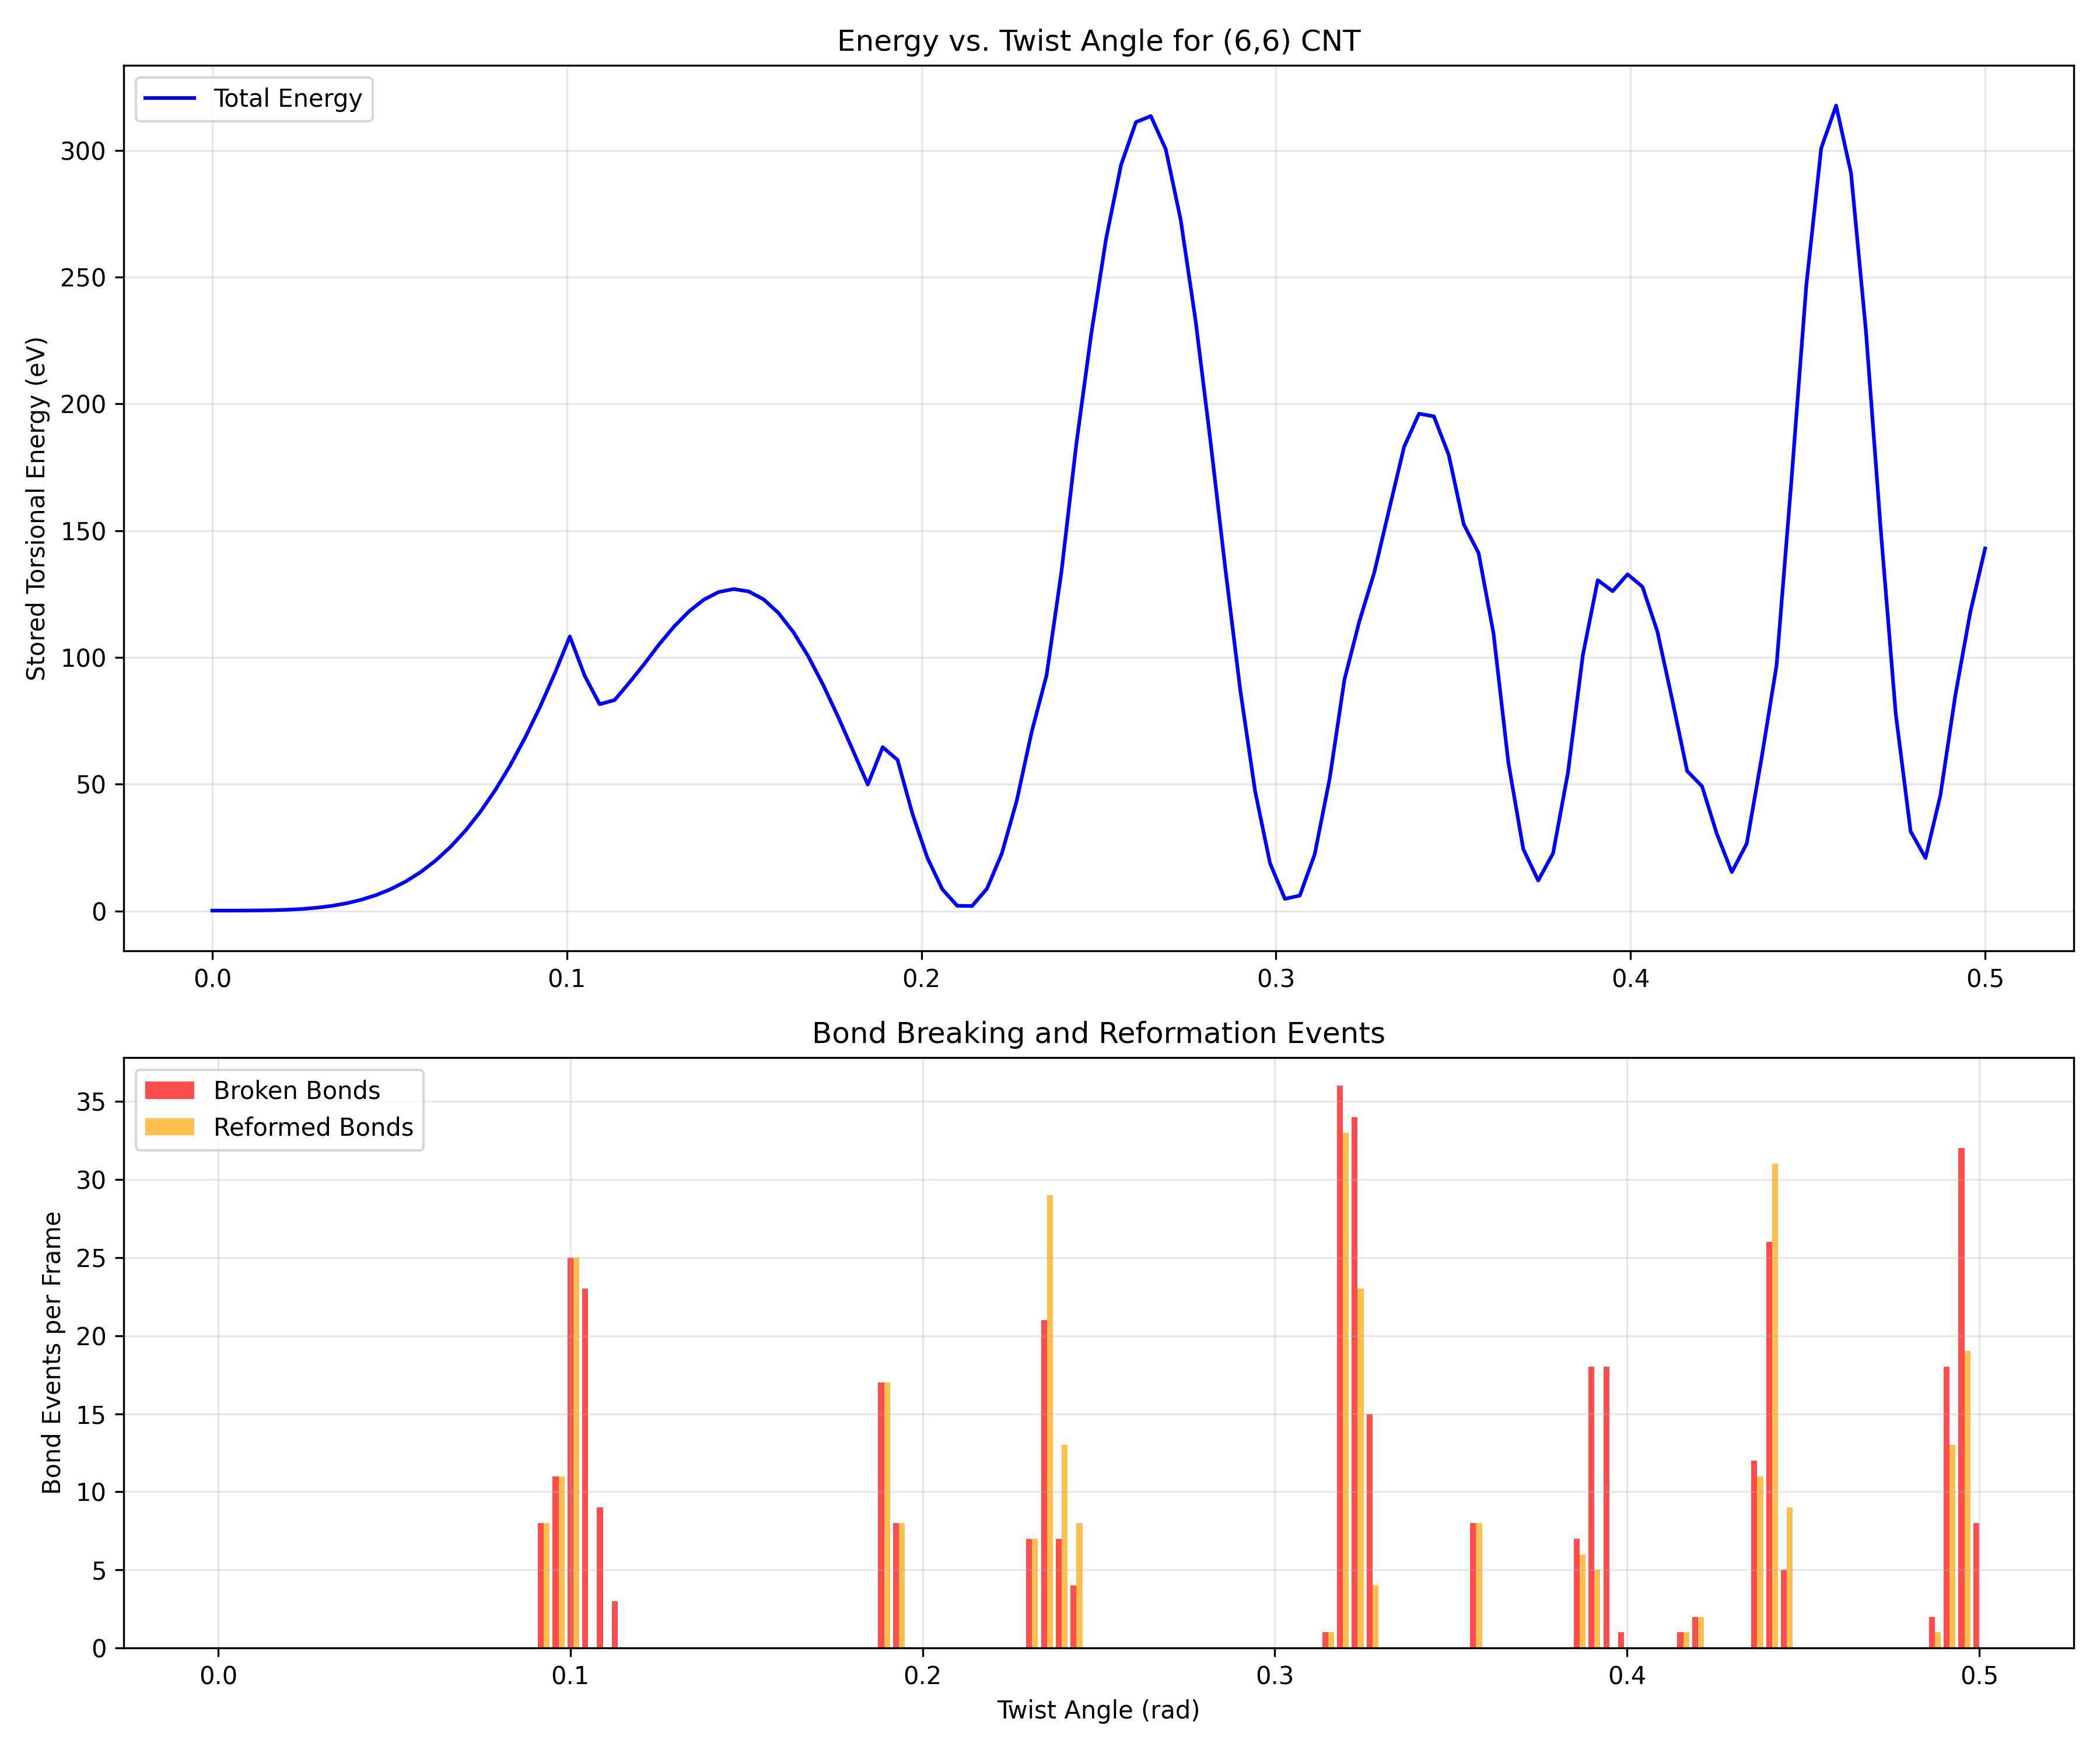 Energy vs. Twist Angle for (6,6) CNT
Total Energy
Stored Torsional Energy (eV)
300
250
200
150
100
50
0
0.0 0.1 0.2 0.3 0.4 0.5
Bond Breaking and Reformation Events
Broken Bonds
Reformed Bonds
Bond Events per Frame
35
30
25
20
15
10
5
0
0.0 0.1 0.2 0.3 0.4 0.5
Twist Angle (rad)